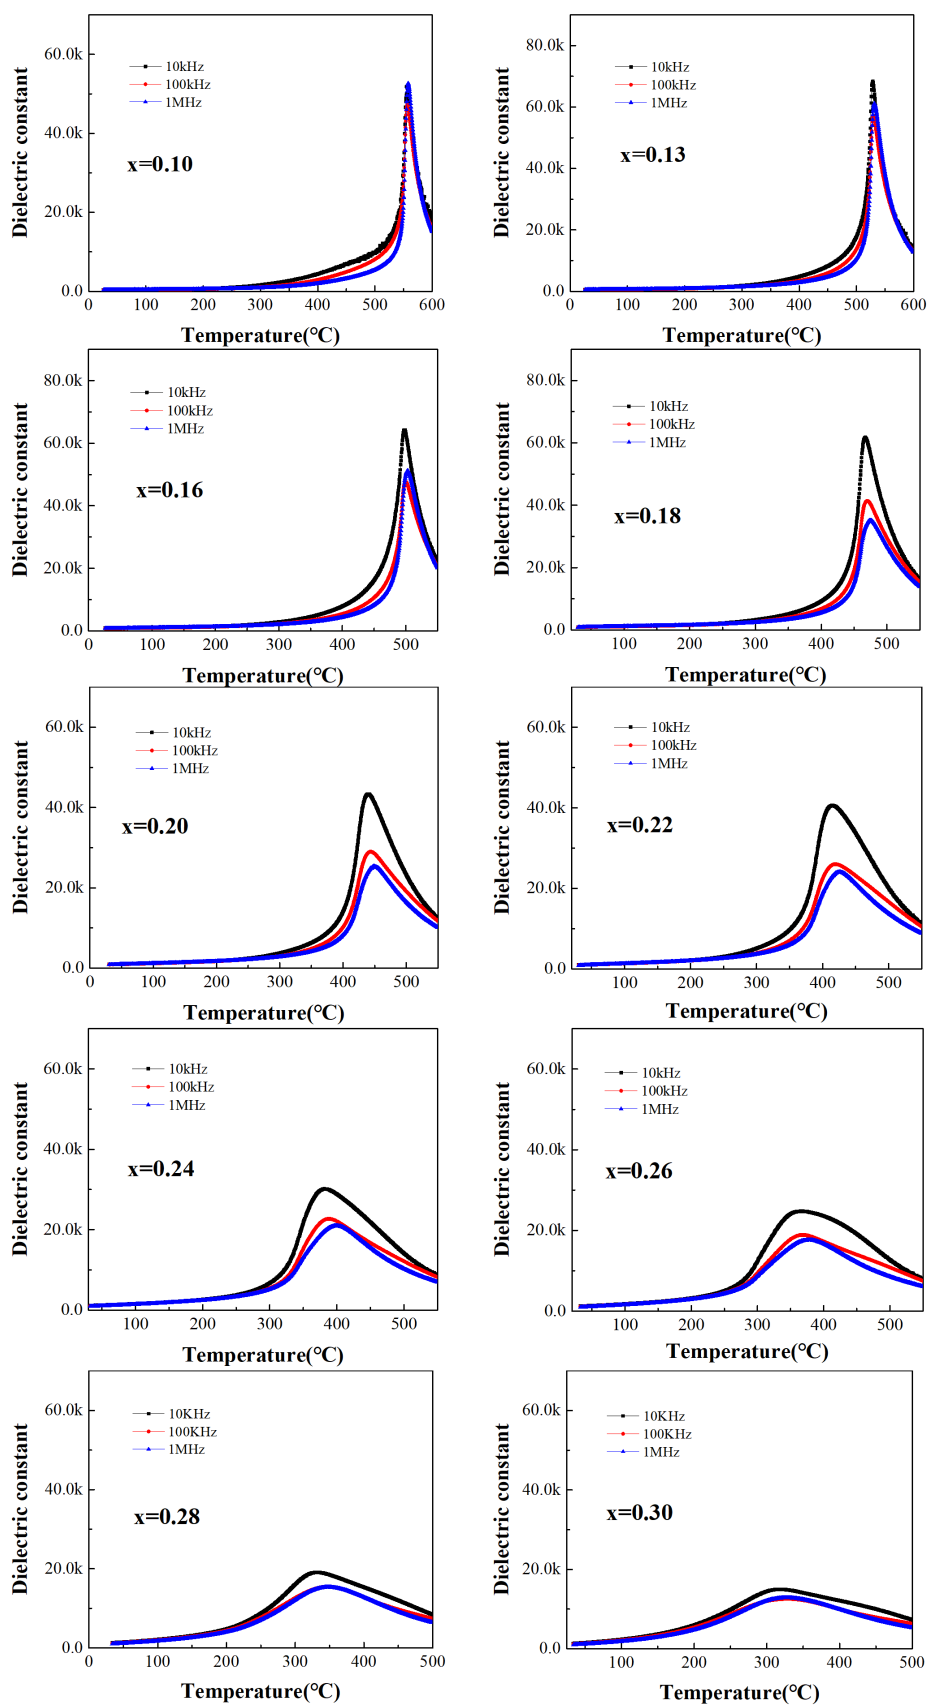 Dielectric constant
60.0k
40.0k
20.0k
0.0
10kHz
100kHz
1MHz
x=0.10
0 100 200 300 400 500 600
Temperature(°C)
Dielectric constant
80.0k
60.0k
40.0k
20.0k
0.0
10kHz
100kHz
1MHz
x=0.13
0 100 200 300 400 500 600
Temperature(°C)
Dielectric constant
80.0k
60.0k
40.0k
20.0k
0.0
10kHz
100kHz
1MHz
x=0.16
0 100 200 300 400 500
Temperature(°C)
Dielectric constant
80.0k
60.0k
40.0k
20.0k
0.0
10kHz
100kHz
1MHz
x=0.18
100 200 300 400 500
Temperature(°C)
Dielectric constant
60.0k
40.0k
20.0k
0.0
10kHz
100kHz
1MHz
x=0.20
0 100 200 300 400 500
Temperature(°C)
Dielectric constant
60.0k
40.0k
20.0k
0.0
10kHz
100kHz
1MHz
x=0.22
100 200 300 400 500
Temperature(°C)
Dielectric constant
60.0k
40.0k
20.0k
0.0
10kHz
100kHz
1MHz
x=0.24
100 200 300 400 500
Temperature(°C)
Dielectric constant
60.0k
40.0k
20.0k
0.0
10kHz
100kHz
1MHz
x=0.26
100 200 300 400 500
Temperature(°C)
Dielectric constant
60.0k
40.0k
20.0k
0.0
10KHz
100KHz
1MHz
x=0.28
0 100 200 300 400 500
Temperature(°C)
Dielectric constant
60.0k
40.0k
20.0k
0.0
10KHz
100KHz
1MHz
x=0.30
100 200 300 400 500
Temperature(°C)